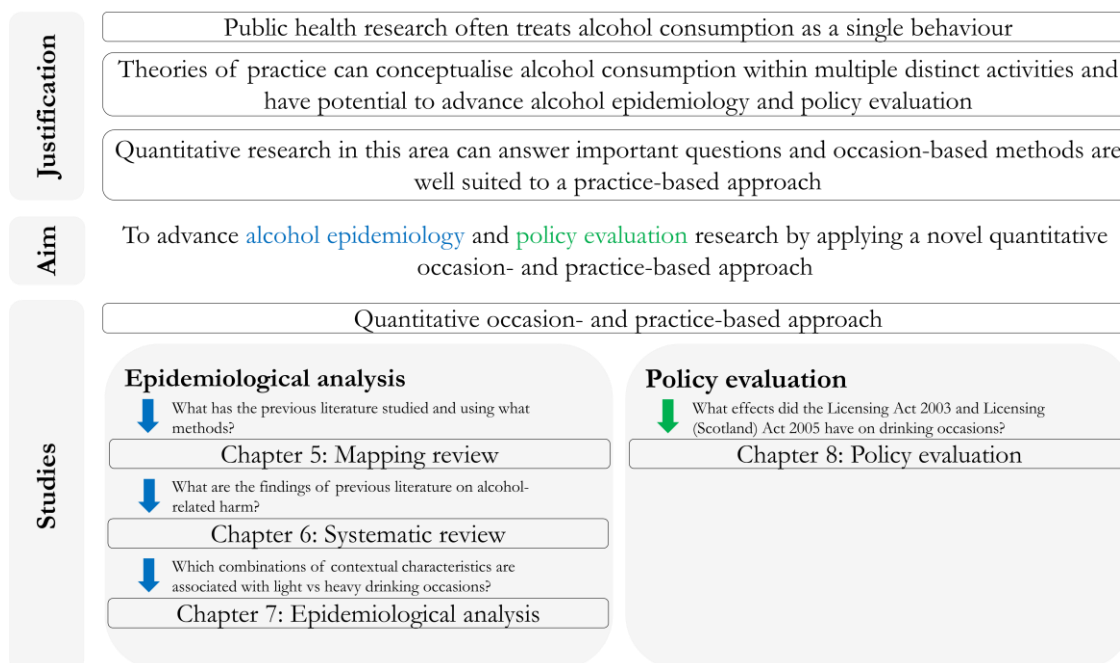 Justification
Public health research often treats alcohol consumption as a single behaviour
Theories of practice can conceptualise alcohol consumption within multiple distinct activities and
have potential to advance alcohol epidemiology and policy evaluation
Quantitative research in this area can answer important questions and occasion-based methods are
well suited to a practice-based approach
Aim
To advance alcohol epidemiology and policy evaluation research by applying a novel quantitative
occasion- and practice-based approach
Studies
Quantitative occasion- and practice-based approach
Epidemiological analysis
What has the previous literature studied and using what
methods?
Chapter 5: Mapping review
What are the findings of previous literature on alcohol-
related harm?
Chapter 6: Systematic review
Which combinations of contextual characteristics are
associated with light vs heavy drinking occasions?
Chapter 7: Epidemiological analysis
Policy evaluation
What effects did the Licensing Act 2003 and Licensing
(Scotland) Act 2005 have on drinking occasions?
Chapter 8: Policy evaluation